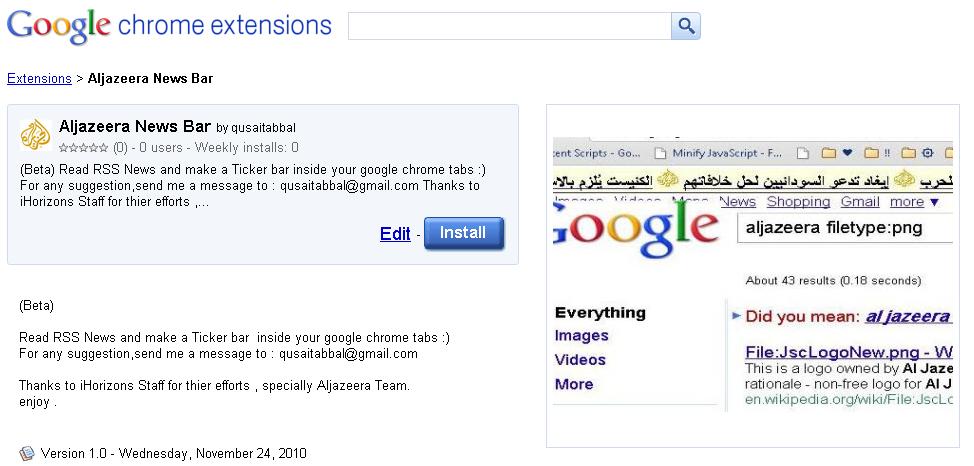 Google chrome extensions
Extensions > Aljazeera News Bar
Aljazeera News Bar by qusaitabbal
(0) - 0 users - Weekly installs: 0
(Beta) Read RSS News and make a Ticker bar inside your google chrome tabs :)
For any suggestion,send me a message to : qusaitabbal@gmail.com Thanks to
iHorizons Staff for thier efforts ,...
Edit - Install
(Beta)
Read RSS News and make a Ticker bar inside your google chrome tabs :)
For any suggestion,send me a message to : qusaitabbal@gmail.com
Thanks to iHorizons Staff for thier efforts , specially Aljazeera Team.
enjoy .
Version 1.0 - Wednesday, November 24, 2010
ent Scripts - Go... Minify JavaScript - F... !!
لحرب إيغاد تدعو السودانيين لحل خلافاتهم الكنيست يُلزم بالاس
Images Videos Maps News Shopping Gmail more ▼
Google aljazeera filetype:png
About 43 results (0.18 seconds)
Everything
Images
Videos
More
Did you mean: al jazeera
File:JscLogoNew.png - W
This is a logo owned by Al Jaze
rationale - non-free logo for Al J
en.wikipedia.org/wiki/File:JscLo